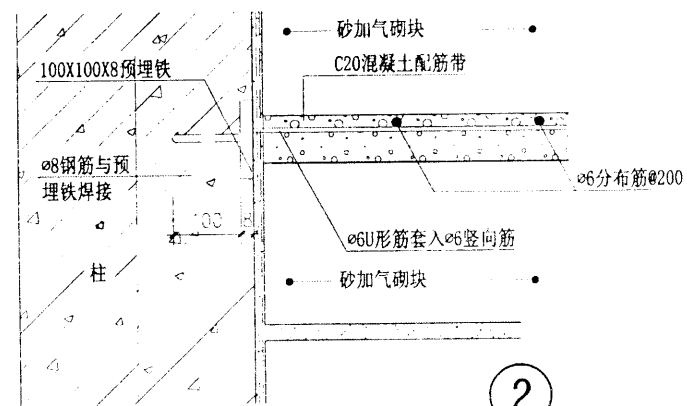 砂加气砌块
C20混凝土配筋带
100X100X8预埋铁
ø8钢筋与预
埋铁焊接
ø6分布筋@200
100 8
ø6U形筋套入ø6竖向筋
柱
砂加气砌块
2